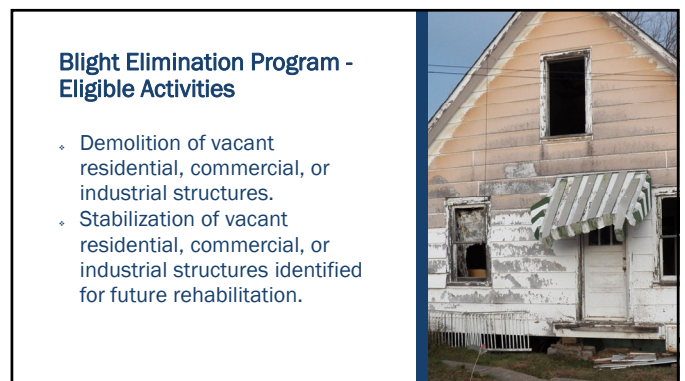 Blight Elimination Program -
Eligible Activities
Demolition of vacant
residential, commercial, or
industrial structures.
Stabilization of vacant
residential, commercial, or
industrial structures identified
for future rehabilitation.